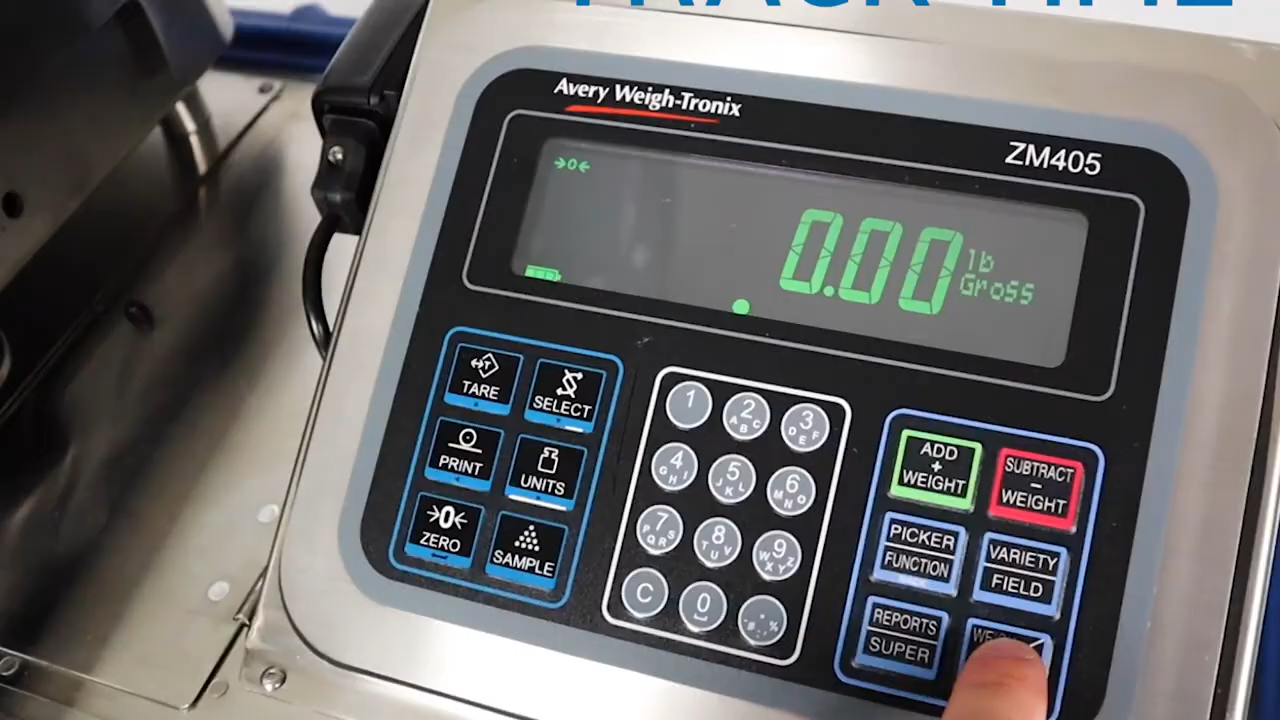 TRACK TIME
Avery Weigh-Tronix
ZM405
→0←
0.00 lb
Gross
TARE
SELECT
PRINT
UNITS
→0←
ZERO
SAMPLE
1
2
ABC
3
DEF
4
GHI
5
JKL
6
MNO
7
PQRS
8
TUV
9
WXYZ
C
0
ADD
+
WEIGHT
SUBTRACT
−
WEIGHT
PICKER
FUNCTION
VARIETY
FIELD
REPORTS
SUPER